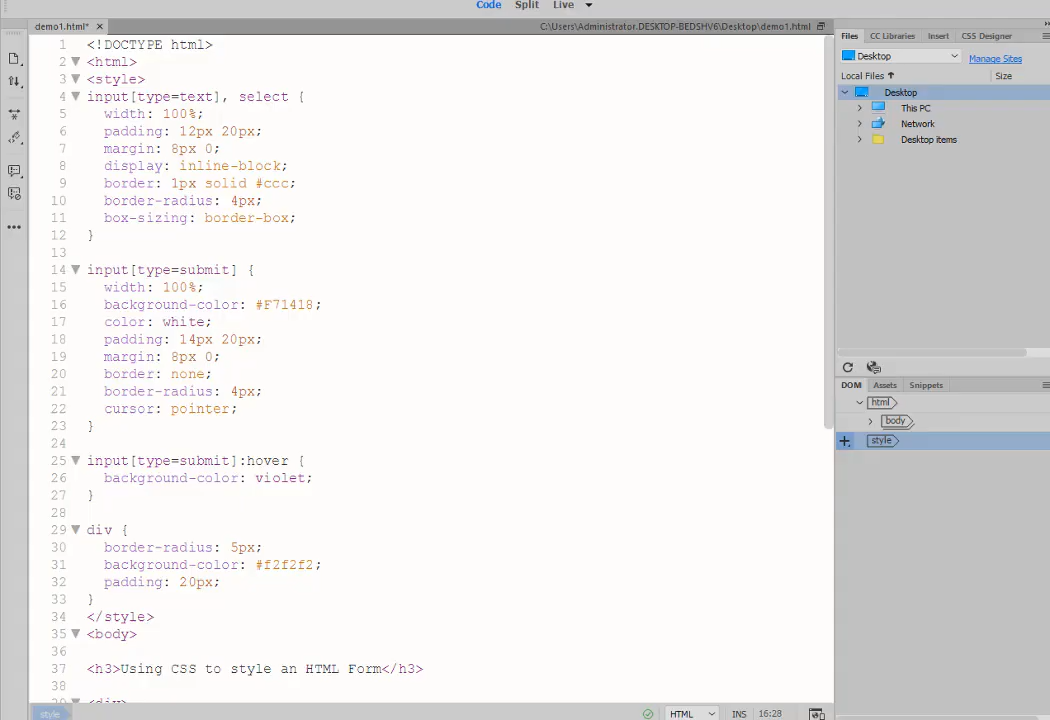 Code Split Live
demo1.html* × C:\Users\Administrator.DESKTOP-BEDSHV6\Desktop\demo1.html
1 <!DOCTYPE html>
2 <html>
3 <style>
4 input[type=text], select {
5 width: 100%;
6 padding: 12px 20px;
7 margin: 8px 0;
8 display: inline-block;
9 border: 1px solid #ccc;
10 border-radius: 4px;
11 box-sizing: border-box;
12 }
13
14 input[type=submit] {
15 width: 100%;
16 background-color: #F71418;
17 color: white;
18 padding: 14px 20px;
19 margin: 8px 0;
20 border: none;
21 border-radius: 4px;
22 cursor: pointer;
23 }
24
25 input[type=submit]:hover {
26 background-color: violet;
27 }
28
29 div {
30 border-radius: 5px;
31 background-color: #f2f2f2;
32 padding: 20px;
33 }
34 </style>
35 <body>
36
37 <h3>Using CSS to style an HTML Form</h3>
38
39 <div>
style HTML INS 16:28
Files CC Libraries Insert CSS Designer
Desktop Manage Sites
Local Files Size
Desktop
This PC
Network
Desktop items
DOM Assets Snippets
html
body
style